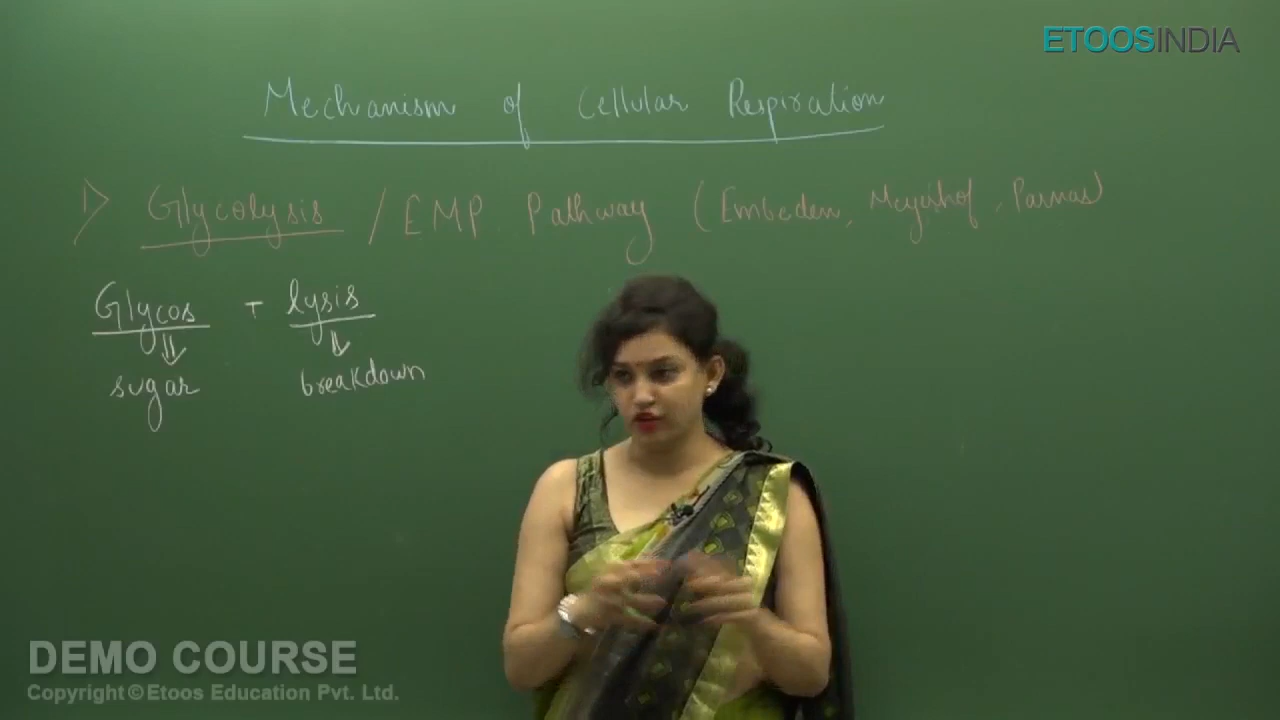 ETOOSINDIA
Mechanism of Cellular Respiration
1) Glycolysis / EMP Pathway (Embeden, Meyerhof, Parnas)
Glycos + lysis
sugar breakdown
DEMO COURSE
Copyright © Etoos Education Pvt. Ltd.